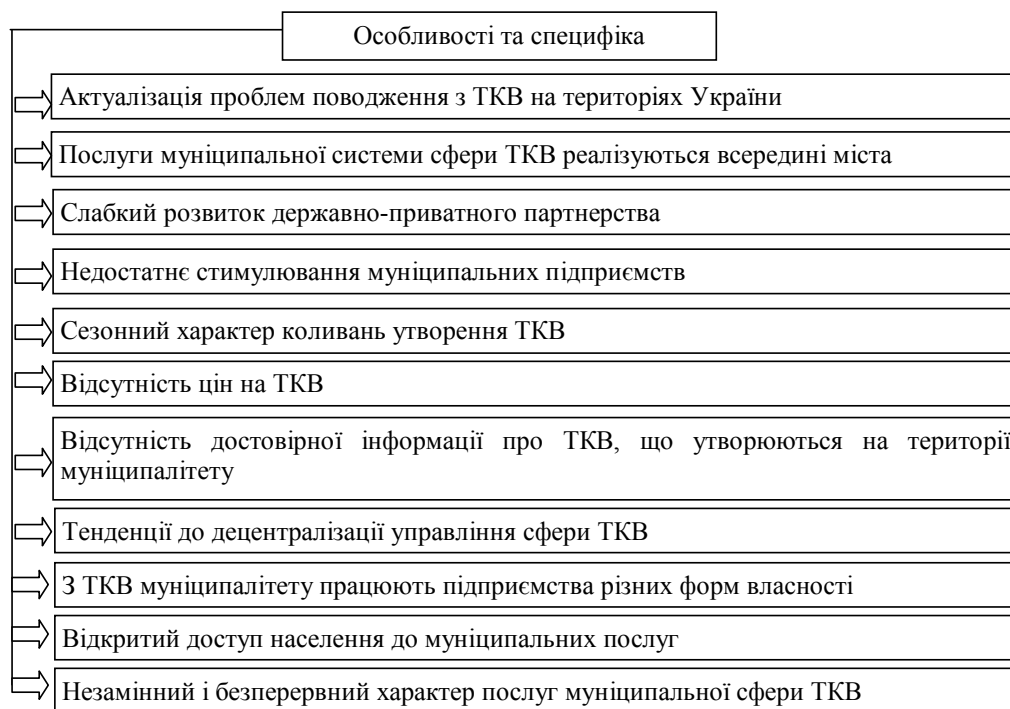 Особливості та специфіка
Актуалізація проблем поводження з ТКВ на територіях України
Послуги муніципальної системи сфери ТКВ реалізуються всередині міста
Слабкий розвиток державно-приватного партнерства
Недостатнє стимулювання муніципальних підприємств
Сезонний характер коливань утворення ТКВ
Відсутність цін на ТКВ
Відсутність достовірної інформації про ТКВ, що утворюються на території
муніципалітету
Тенденції до децентралізації управління сфери ТКВ
З ТКВ муніципалітету працюють підприємства різних форм власності
Відкритий доступ населення до муніципальних послуг
Незамінний і безперервний характер послуг муніципальної сфери ТКВ